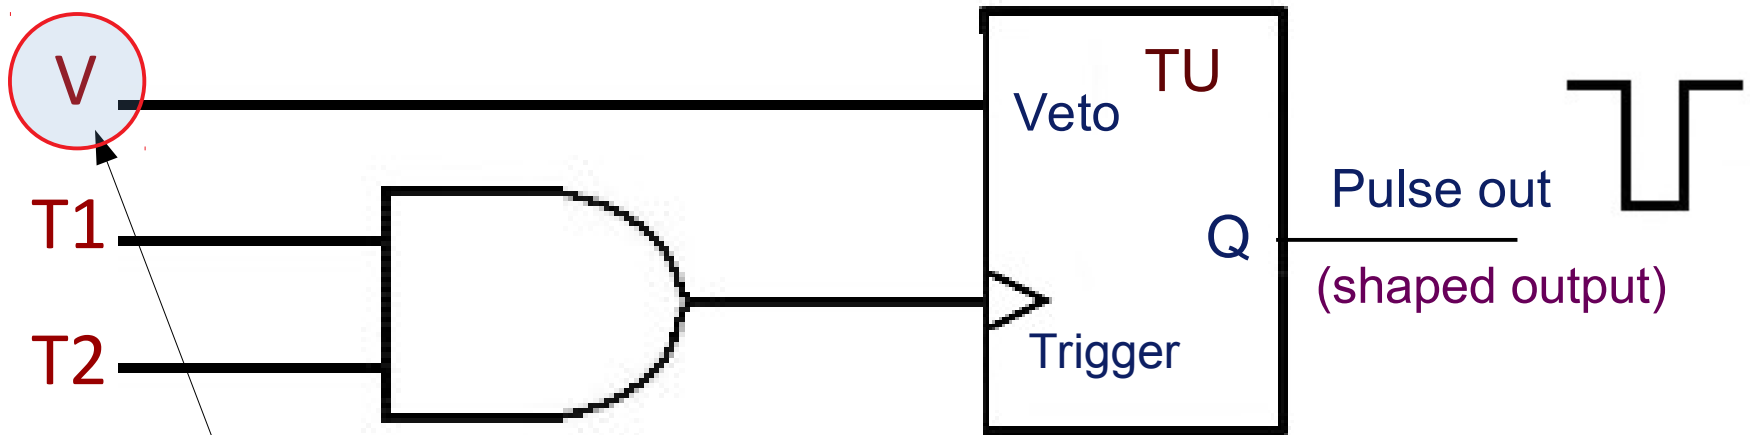 V
TU
Veto
Pulse out
T1
Q
(shaped output)
T2
Trigger